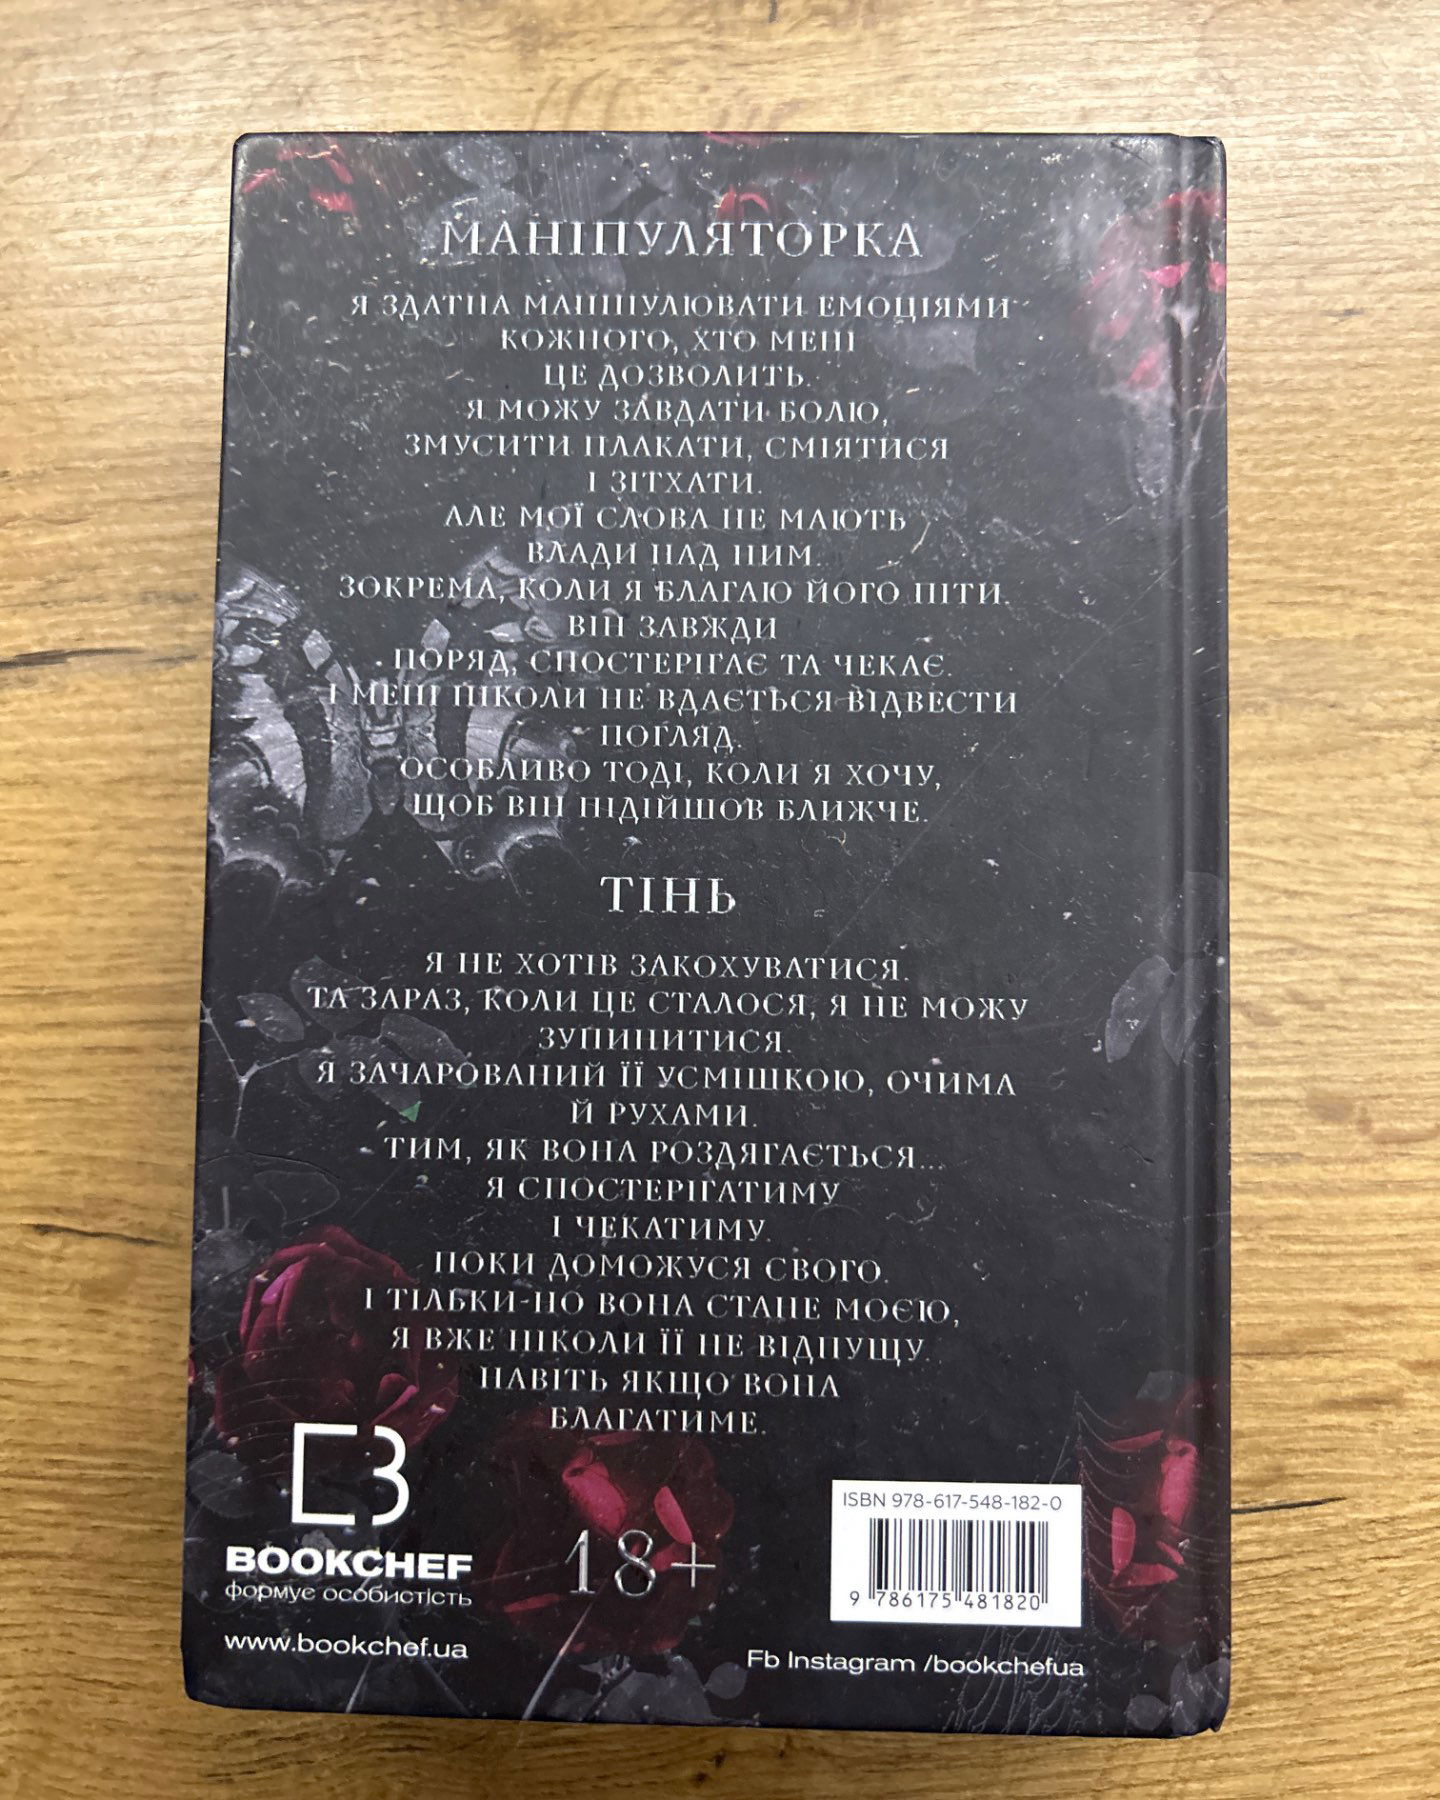 МАНІПУЛЯТОРКА
Я ЗДАТНА МАНІПУЛЮВАТИ ЕМОЦІЯМИ
КОЖНОГО, ХТО МЕНІ
ЦЕ ДОЗВОЛИТЬ.
Я МОЖУ ЗАВДАТИ БОЛЮ,
ЗМУСИТИ ПЛАКАТИ, СМІЯТИСЯ
І ЗІТХАТИ.
АЛЕ МОЇ СЛОВА НЕ МАЮТЬ
ВЛАДИ НАД НИМ.
ЗОКРЕМА, КОЛИ Я БЛАГАЮ ЙОГО ПІТИ.
ВІН ЗАВЖДИ
ПОРЯД, СПОСТЕРІГАЄ ТА ЧЕКАЄ.
І МЕНІ НІКОЛИ НЕ ВДАЄТЬСЯ ВІДВЕСТИ
ПОГЛЯД.
ОСОБЛИВО ТОДІ, КОЛИ Я ХОЧУ,
ЩОБ ВІН ПІДІЙШОВ БЛИЖЧЕ.
ТІНЬ
Я НЕ ХОТІВ ЗАКОХУВАТИСЯ.
ТА ЗАРАЗ, КОЛИ ЦЕ СТАЛОСЯ, Я НЕ МОЖУ
ЗУПИНИТИСЯ.
Я ЗАЧАРОВАНИЙ ЇЇ УСМІШКОЮ, ОЧИМА
Й РУХАМИ.
ТИМ, ЯК ВОНА РОЗДЯГАЄТЬСЯ...
Я СПОСТЕРІГАТИМУ
І ЧЕКАТИМУ.
ПОКИ ДОМОЖУСЯ СВОГО.
І ТІЛЬКИ-НО ВОНА СТАНЕ МОЄЮ,
Я ВЖЕ НІКОЛИ ЇЇ НЕ ВІДПУЩУ.
НАВІТЬ ЯКЩО ВОНА
БЛАГАТИМЕ.
BOOKCHEF
формує особистість
www.bookchef.ua
18+
ISBN 978-617-548-182-0
9 786175 481820
Fb Instagram /bookchefua